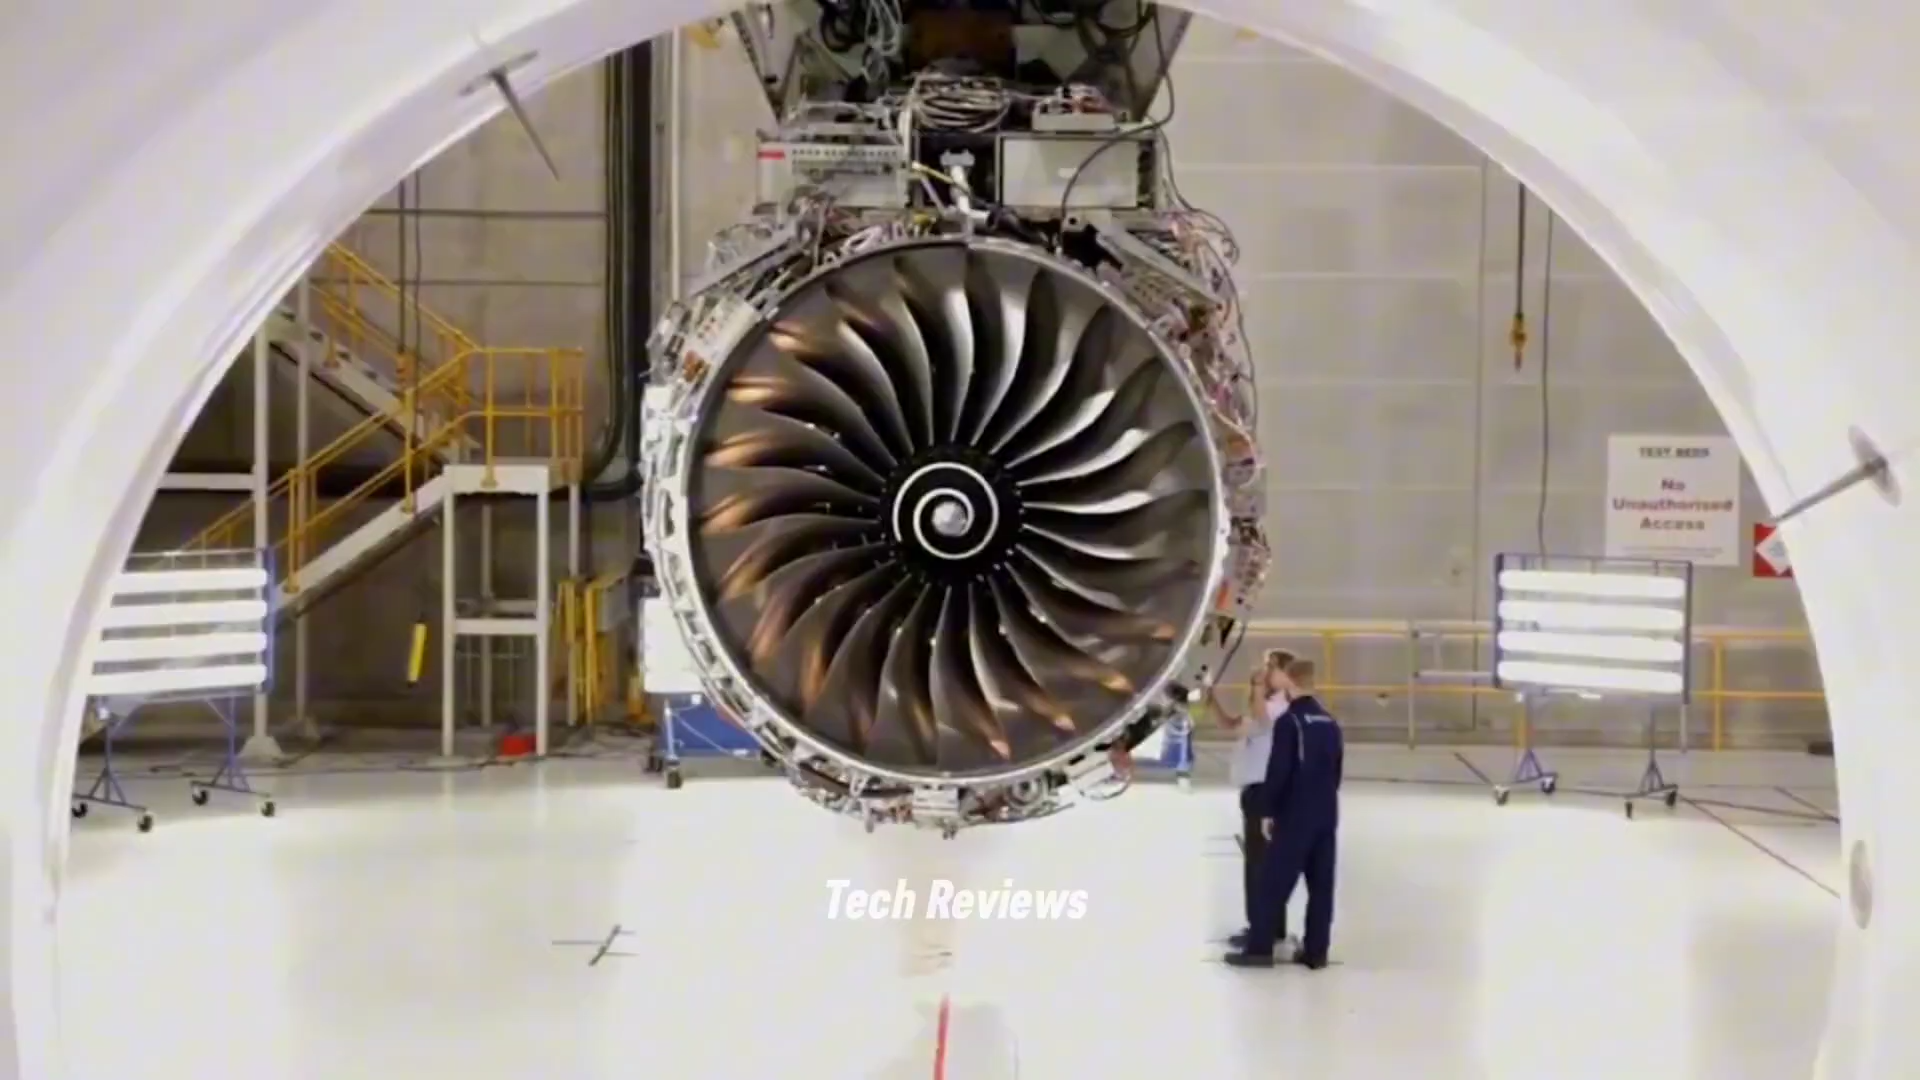 TEST BEDS
No
Unauthorised
Access
Tech Reviews